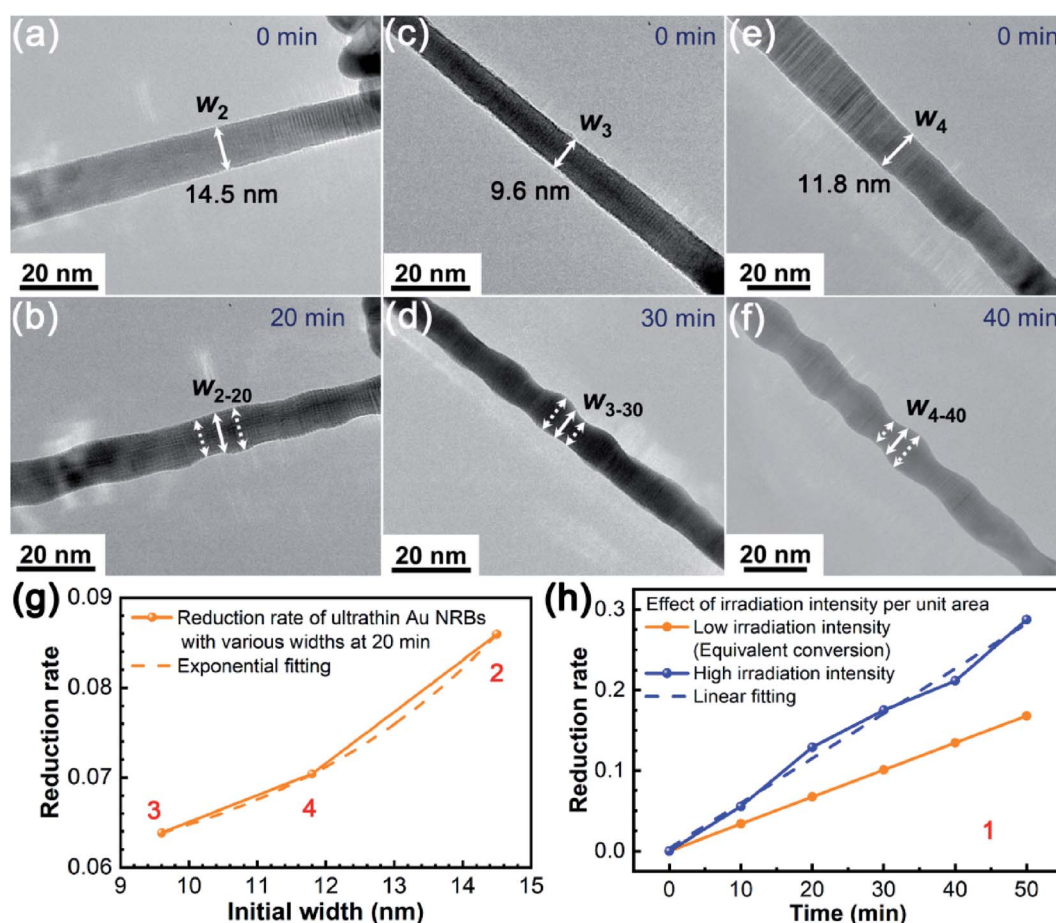 (a)
0 min
w2
14.5 nm
20 nm
(c)
0 min
w3
9.6 nm
20 nm
(e)
0 min
w4
11.8 nm
20 nm
(b)
20 min
w2-20
20 nm
(d)
30 min
w3-30
20 nm
(f)
40 min
w4-40
20 nm
(g)
0.09
0.08
0.07
0.06
Reduction rate
Reduction rate of ultrathin Au NRBs
with various widths at 20 min
Exponential fitting
3
4
2
9 10 11 12 13 14 15
Initial width (nm)
(h)
0.3
0.2
0.1
0.0
Reduction rate
Effect of irradiation intensity per unit area
Low irradiation intensity
(Equivalent conversion)
High irradiation intensity
Linear fitting
1
0 10 20 30 40 50
Time (min)